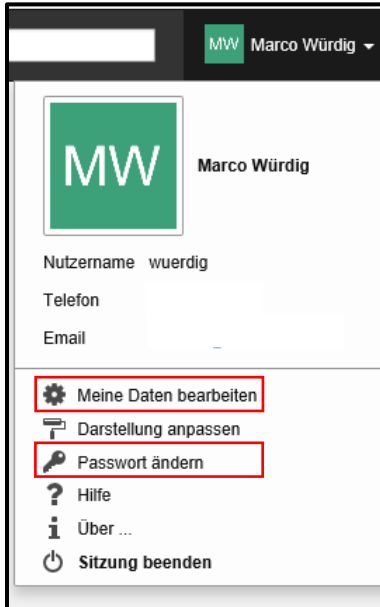 MW Marco Würdig
MW
Marco Würdig
Nutzername wuerdig
Telefon
Email
Meine Daten bearbeiten
Darstellung anpassen
Passwort ändern
? Hilfe
i Über ...
Sitzung beenden